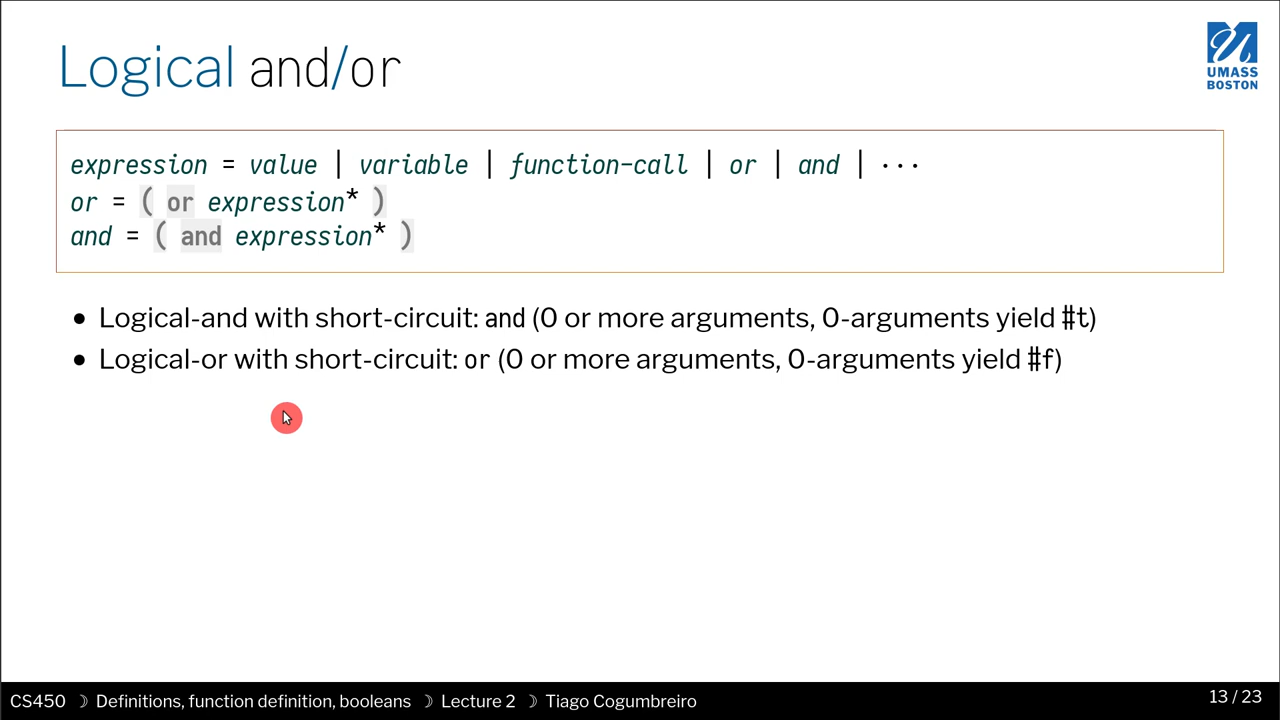 Logical and/or
UMASS
BOSTON
expression = value | variable | function-call | or | and | ···
or = ( or expression* )
and = ( and expression* )
• Logical-and with short-circuit: and (0 or more arguments, 0-arguments yield #t)
• Logical-or with short-circuit: or (0 or more arguments, 0-arguments yield #f)
CS450 ☽ Definitions, function definition, booleans ☽ Lecture 2 ☽ Tiago Cogumbreiro
13 / 23